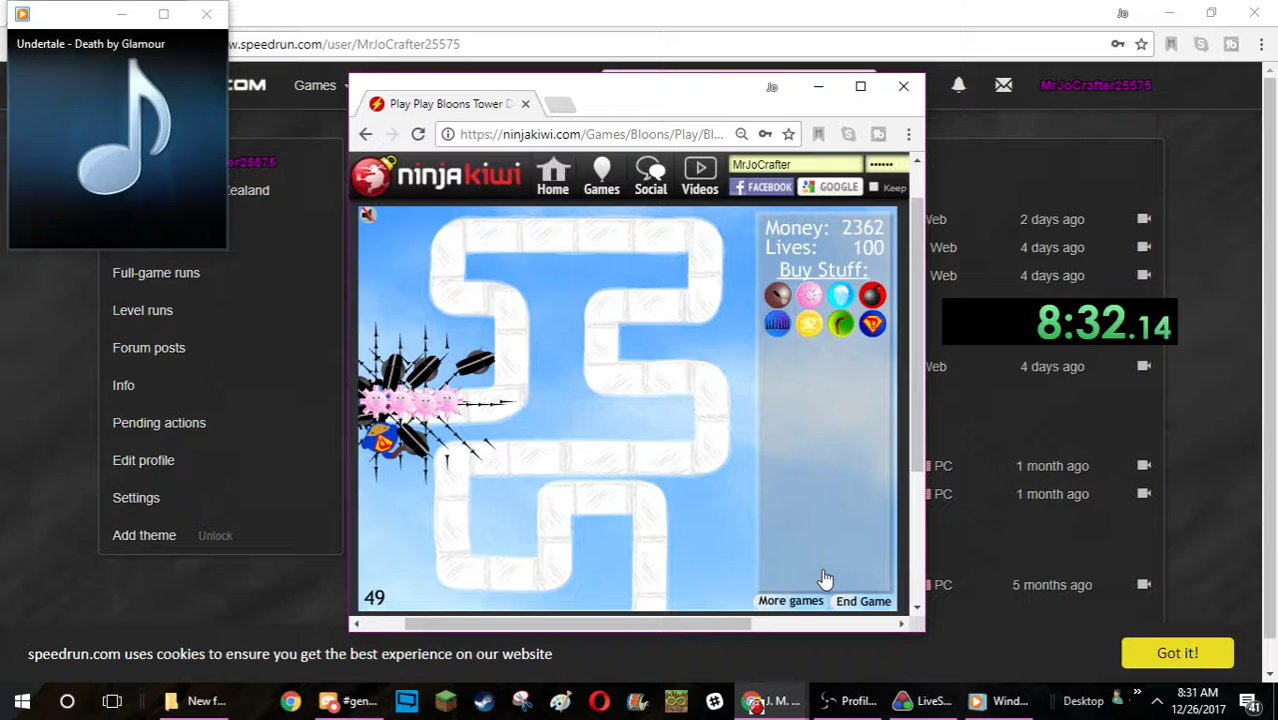 Undertale - Death by Glamour
Jo
w.speedrun.com/user/MrJoCrafter25575
.COM
Games
MrJoCrafter25575
Jo
Play Play Bloons Tower D
https://ninjakiwi.com/Games/Bloons/Play/Bl...
ninjakiwi
Home
Games
Social
Videos
MrJoCrafter
••••••
FACEBOOK
GOOGLE
Keep
Money: 2362
Lives: 100
Buy Stuff:
49
More games
End Game
er25575
Zealand
Full-game runs
Level runs
Forum posts
Info
Pending actions
Edit profile
Settings
Add theme
Unlock
Web
2 days ago
Web
4 days ago
Web
4 days ago
8:32.14
Web
4 days ago
PC
1 month ago
PC
1 month ago
PC
5 months ago
speedrun.com uses cookies to ensure you get the best experience on our website
Got it!
New f...
#gen...
J. M. ...
Profil...
LiveS...
Wind...
Desktop
8:31 AM
12/26/2017
41